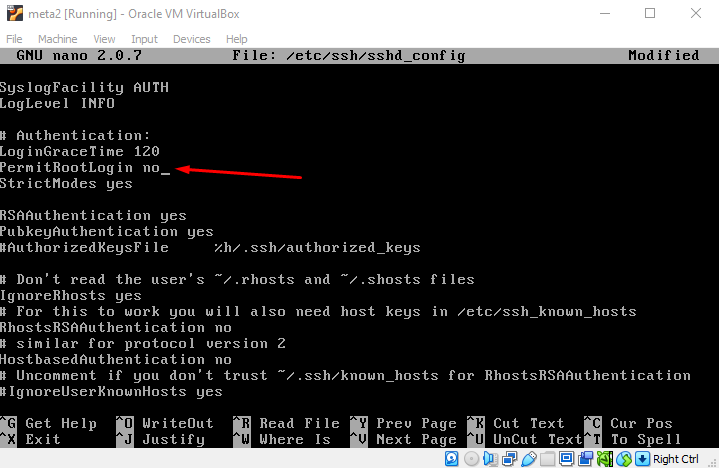 meta2 [Running] - Oracle VM VirtualBox
File Machine View Input Devices Help
GNU nano 2.0.7 File: /etc/ssh/sshd_config Modified
SyslogFacility AUTH
LogLevel INFO
# Authentication:
LoginGraceTime 120
PermitRootLogin no_
StrictModes yes
RSAAuthentication yes
PubkeyAuthentication yes
#AuthorizedKeysFile %h/.ssh/authorized_keys
# Don't read the user's ~/.rhosts and ~/.shosts files
IgnoreRhosts yes
# For this to work you will also need host keys in /etc/ssh_known_hosts
RhostsRSAAuthentication no
# similar for protocol version 2
HostbasedAuthentication no
# Uncomment if you don't trust ~/.ssh/known_hosts for RhostsRSAAuthentication
#IgnoreUserKnownHosts yes
^G Get Help ^O WriteOut ^R Read File ^Y Prev Page ^K Cut Text ^C Cur Pos
^X Exit ^J Justify ^W Where Is ^V Next Page ^U UnCut Text ^T To Spell
Right Ctrl